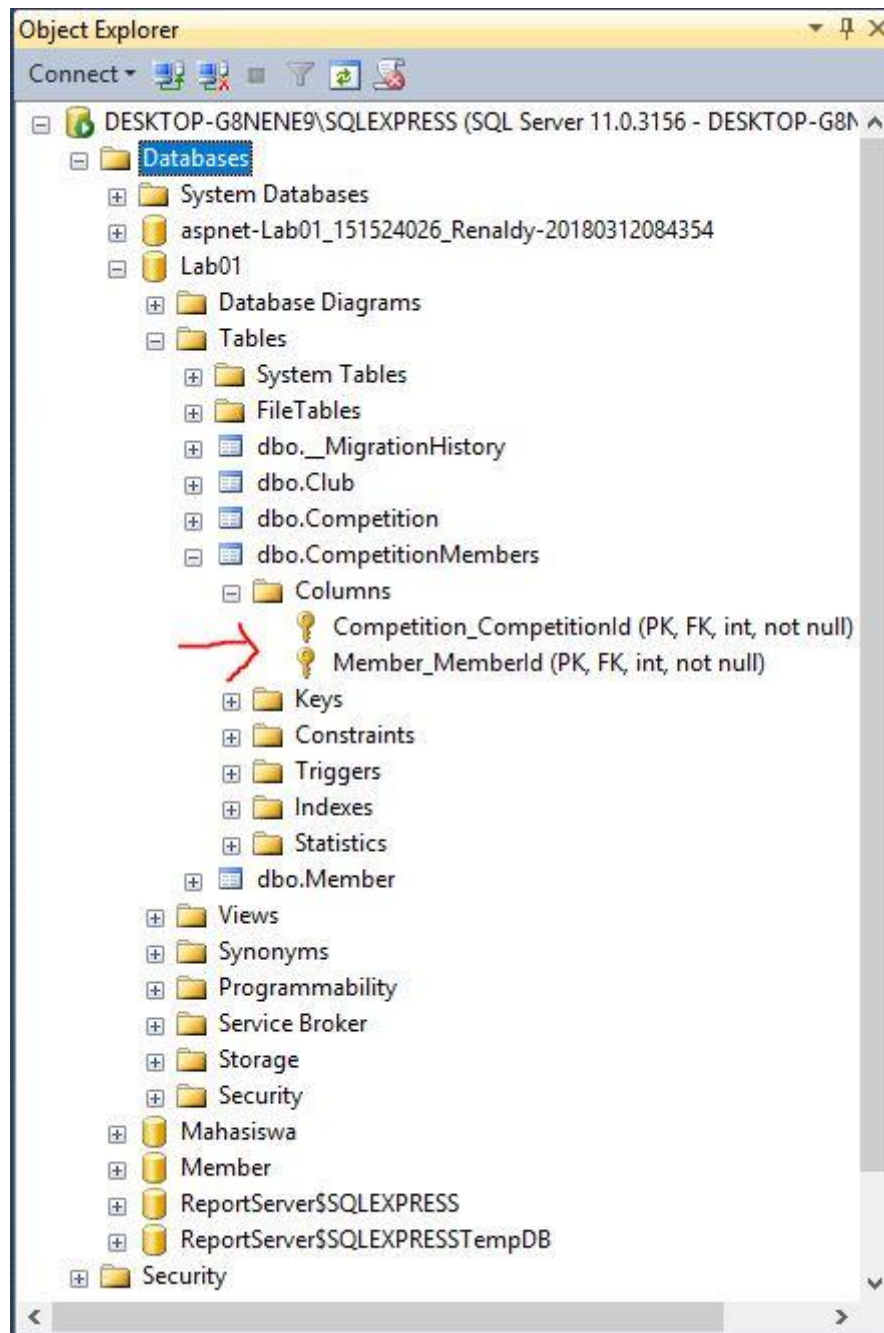 Object Explorer
Connect
DESKTOP-G8NENE9\SQLEXPRESS (SQL Server 11.0.3156 - DESKTOP-G8N
Databases
System Databases
aspnet-Lab01_151524026_Renaldy-20180312084354
Lab01
Database Diagrams
Tables
System Tables
FileTables
dbo.__MigrationHistory
dbo.Club
dbo.Competition
dbo.CompetitionMembers
Columns
Competition_CompetitionId (PK, FK, int, not null)
Member_MemberId (PK, FK, int, not null)
Keys
Constraints
Triggers
Indexes
Statistics
dbo.Member
Views
Synonyms
Programmability
Service Broker
Storage
Security
Mahasiswa
Member
ReportServer$SQLEXPRESS
ReportServer$SQLEXPRESSTempDB
Security